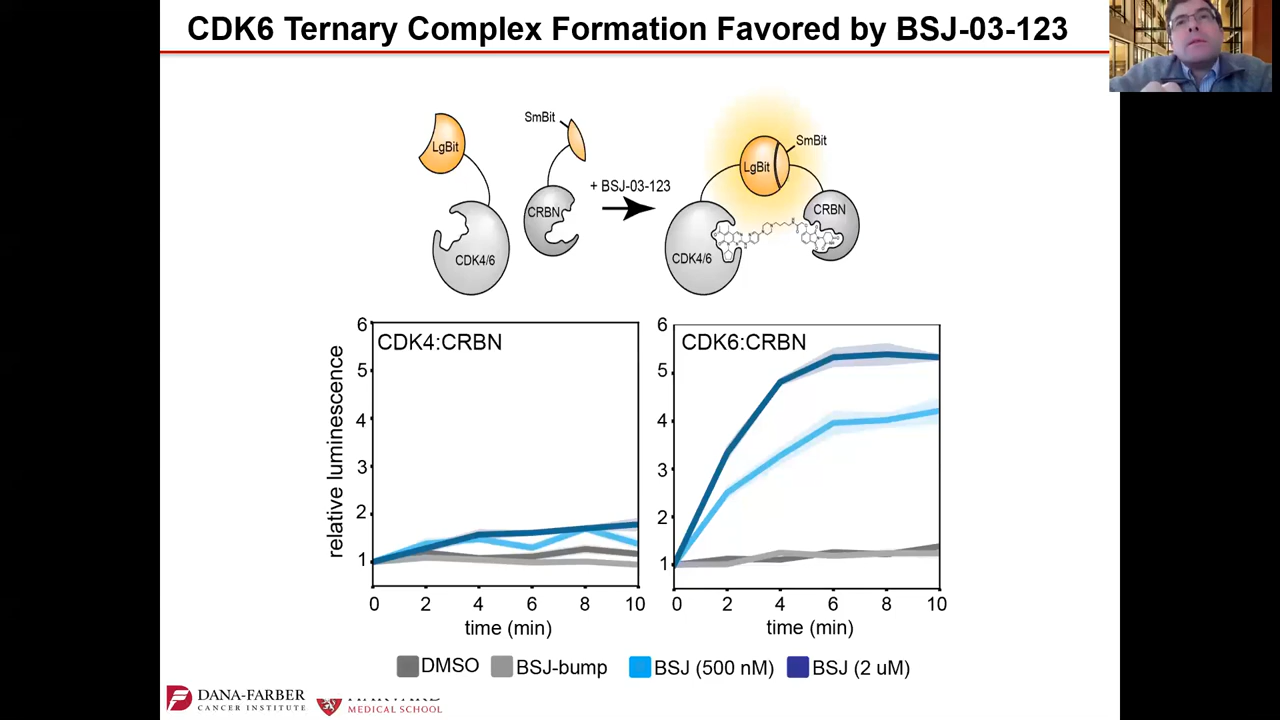 CDK6 Ternary Complex Formation Favored by BSJ-03-123
SmBit
LgBit
CRBN
CDK4/6
+ BSJ-03-123
SmBit
LgBit
CRBN
CDK4/6
CDK4:CRBN
relative luminescence
6
5
4
3
2
1
0 2 4 6 8 10
time (min)
CDK6:CRBN
6
5
4
3
2
1
0 2 4 6 8 10
time (min)
DMSO BSJ-bump BSJ (500 nM) BSJ (2 uM)
DANA-FARBER
CANCER INSTITUTE
HARVARD
MEDICAL SCHOOL